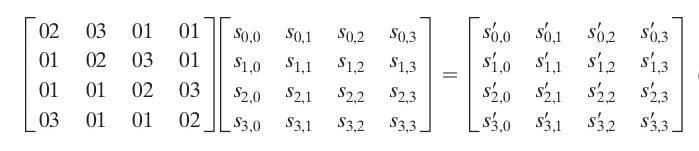 [02 03 01 01] [s0,0 s0,1 s0,2 s0,3] = [s′0,0 s′0,1 s′0,2 s′0,3]
[01 02 03 01] [s1,0 s1,1 s1,2 s1,3] [s′1,0 s′1,1 s′1,2 s′1,3]
[01 01 02 03] [s2,0 s2,1 s2,2 s2,3] [s′2,0 s′2,1 s′2,2 s′2,3]
[03 01 01 02] [s3,0 s3,1 s3,2 s3,3] [s′3,0 s′3,1 s′3,2 s′3,3]